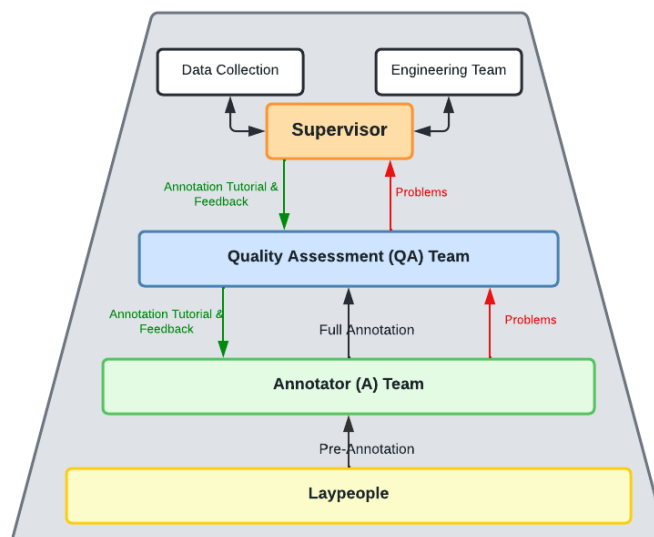 Data Collection
Engineering Team
Supervisor
Annotation Tutorial &
Feedback
Problems
Quality Assessment (QA) Team
Annotation Tutorial &
Feedback
Full Annotation
Problems
Annotator (A) Team
Pre-Annotation
Laypeople